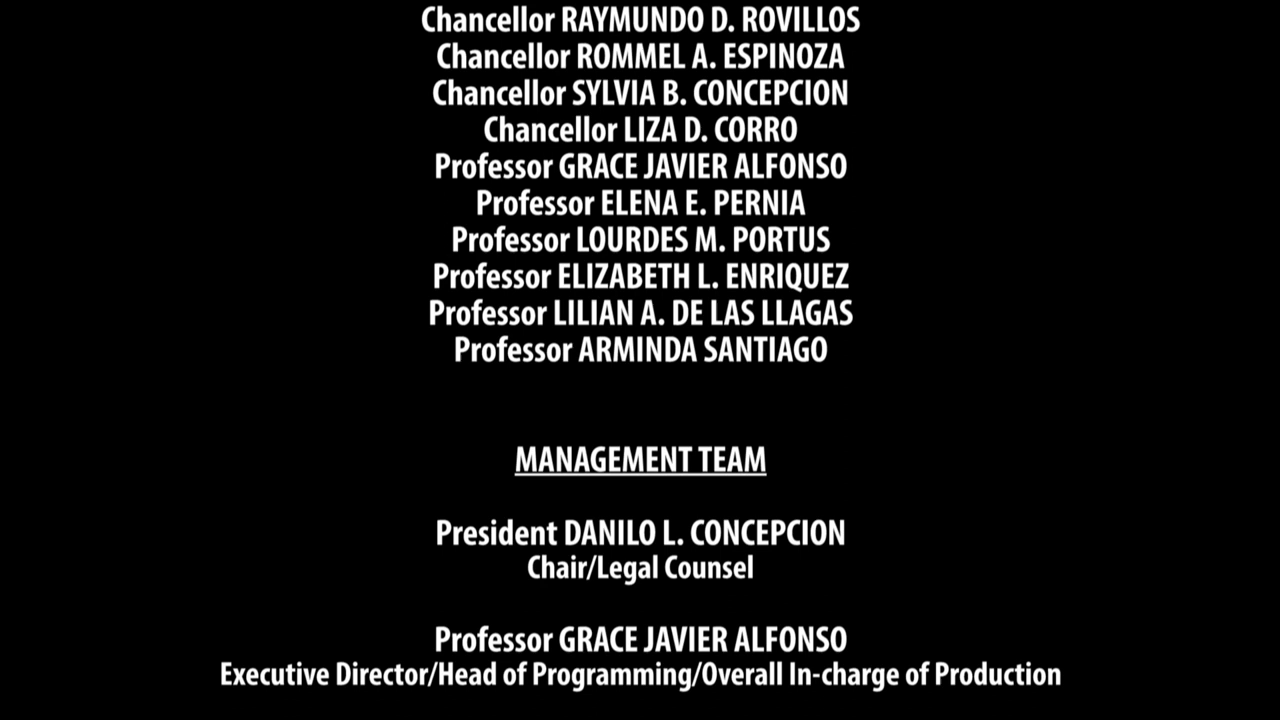 Chancellor RAYMUNDO D. ROVILLOS
Chancellor ROMMEL A. ESPINOZA
Chancellor SYLVIA B. CONCEPCION
Chancellor LIZA D. CORRO
Professor GRACE JAVIER ALFONSO
Professor ELENA E. PERNIA
Professor LOURDES M. PORTUS
Professor ELIZABETH L. ENRIQUEZ
Professor LILIAN A. DE LAS LLAGAS
Professor ARMINDA SANTIAGO
MANAGEMENT TEAM
President DANILO L. CONCEPCION
Chair/Legal Counsel
Professor GRACE JAVIER ALFONSO
Executive Director/Head of Programming/Overall In-charge of Production